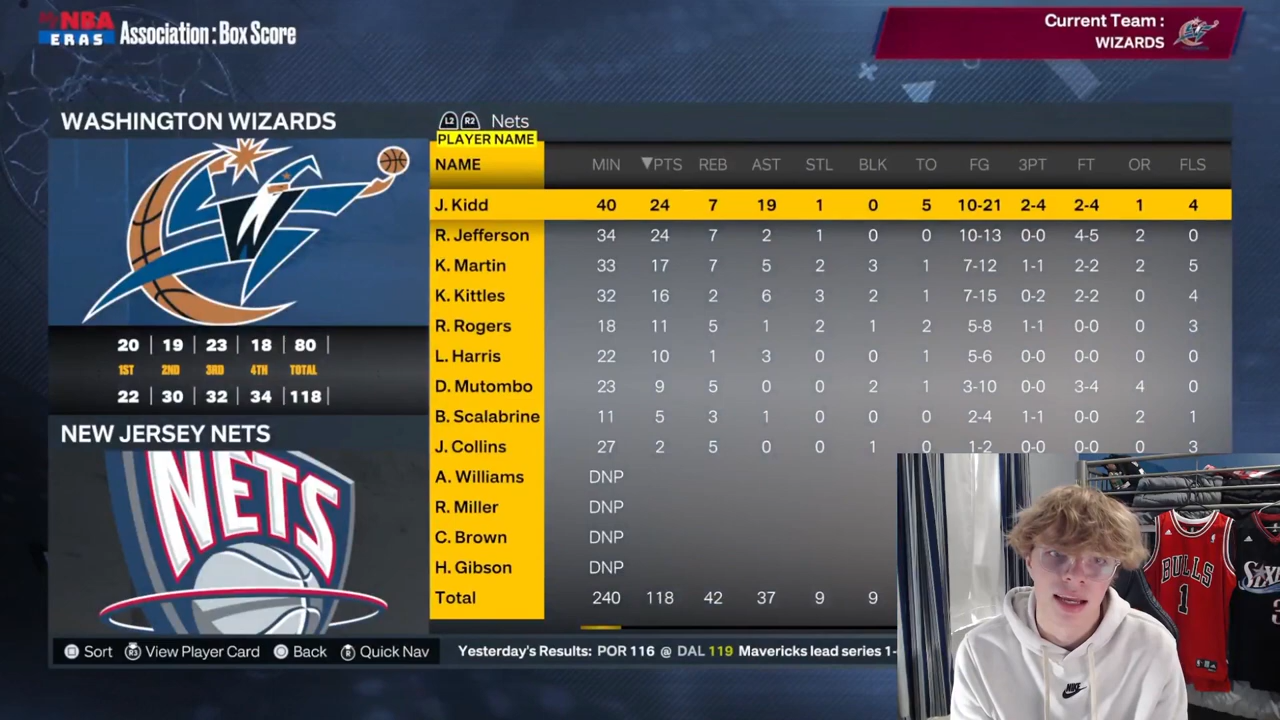 MyNBA
ERAS
Association : Box Score
Current Team :
WIZARDS
WASHINGTON WIZARDS
W
20 | 19 | 23 | 18 | 80 |
1ST 2ND 3RD 4TH TOTAL
22 | 30 | 32 | 34 | 118 |
NEW JERSEY NETS
NETS
L2 R2 Nets
PLAYER NAME
NAME MIN ▼PTS REB AST STL BLK TO FG 3PT FT OR FLS
J. Kidd 40 24 7 19 1 0 5 10-21 2-4 2-4 1 4
R. Jefferson 34 24 7 2 1 0 0 10-13 0-0 4-5 2 0
K. Martin 33 17 7 5 2 3 1 7-12 1-1 2-2 2 5
K. Kittles 32 16 2 6 3 2 1 7-15 0-2 2-2 0 4
R. Rogers 18 11 5 1 2 1 2 5-8 1-1 0-0 0 3
L. Harris 22 10 1 3 0 0 1 5-6 0-0 0-0 0 0
D. Mutombo 23 9 5 0 0 2 1 3-10 0-0 3-4 4 0
B. Scalabrine 11 5 3 1 0 0 0 2-4 1-1 0-0 2 1
J. Collins 27 2 5 0 0 1 0 1-2 0-0 0-0 0 3
A. Williams DNP
R. Miller DNP
C. Brown DNP
H. Gibson DNP
Total 240 118 42 37 9 9
Sort View Player Card Back Quick Nav
Yesterday's Results: POR 116 @ DAL 119 Mavericks lead series 1-
BULLS
1
SIX
3
NIKE